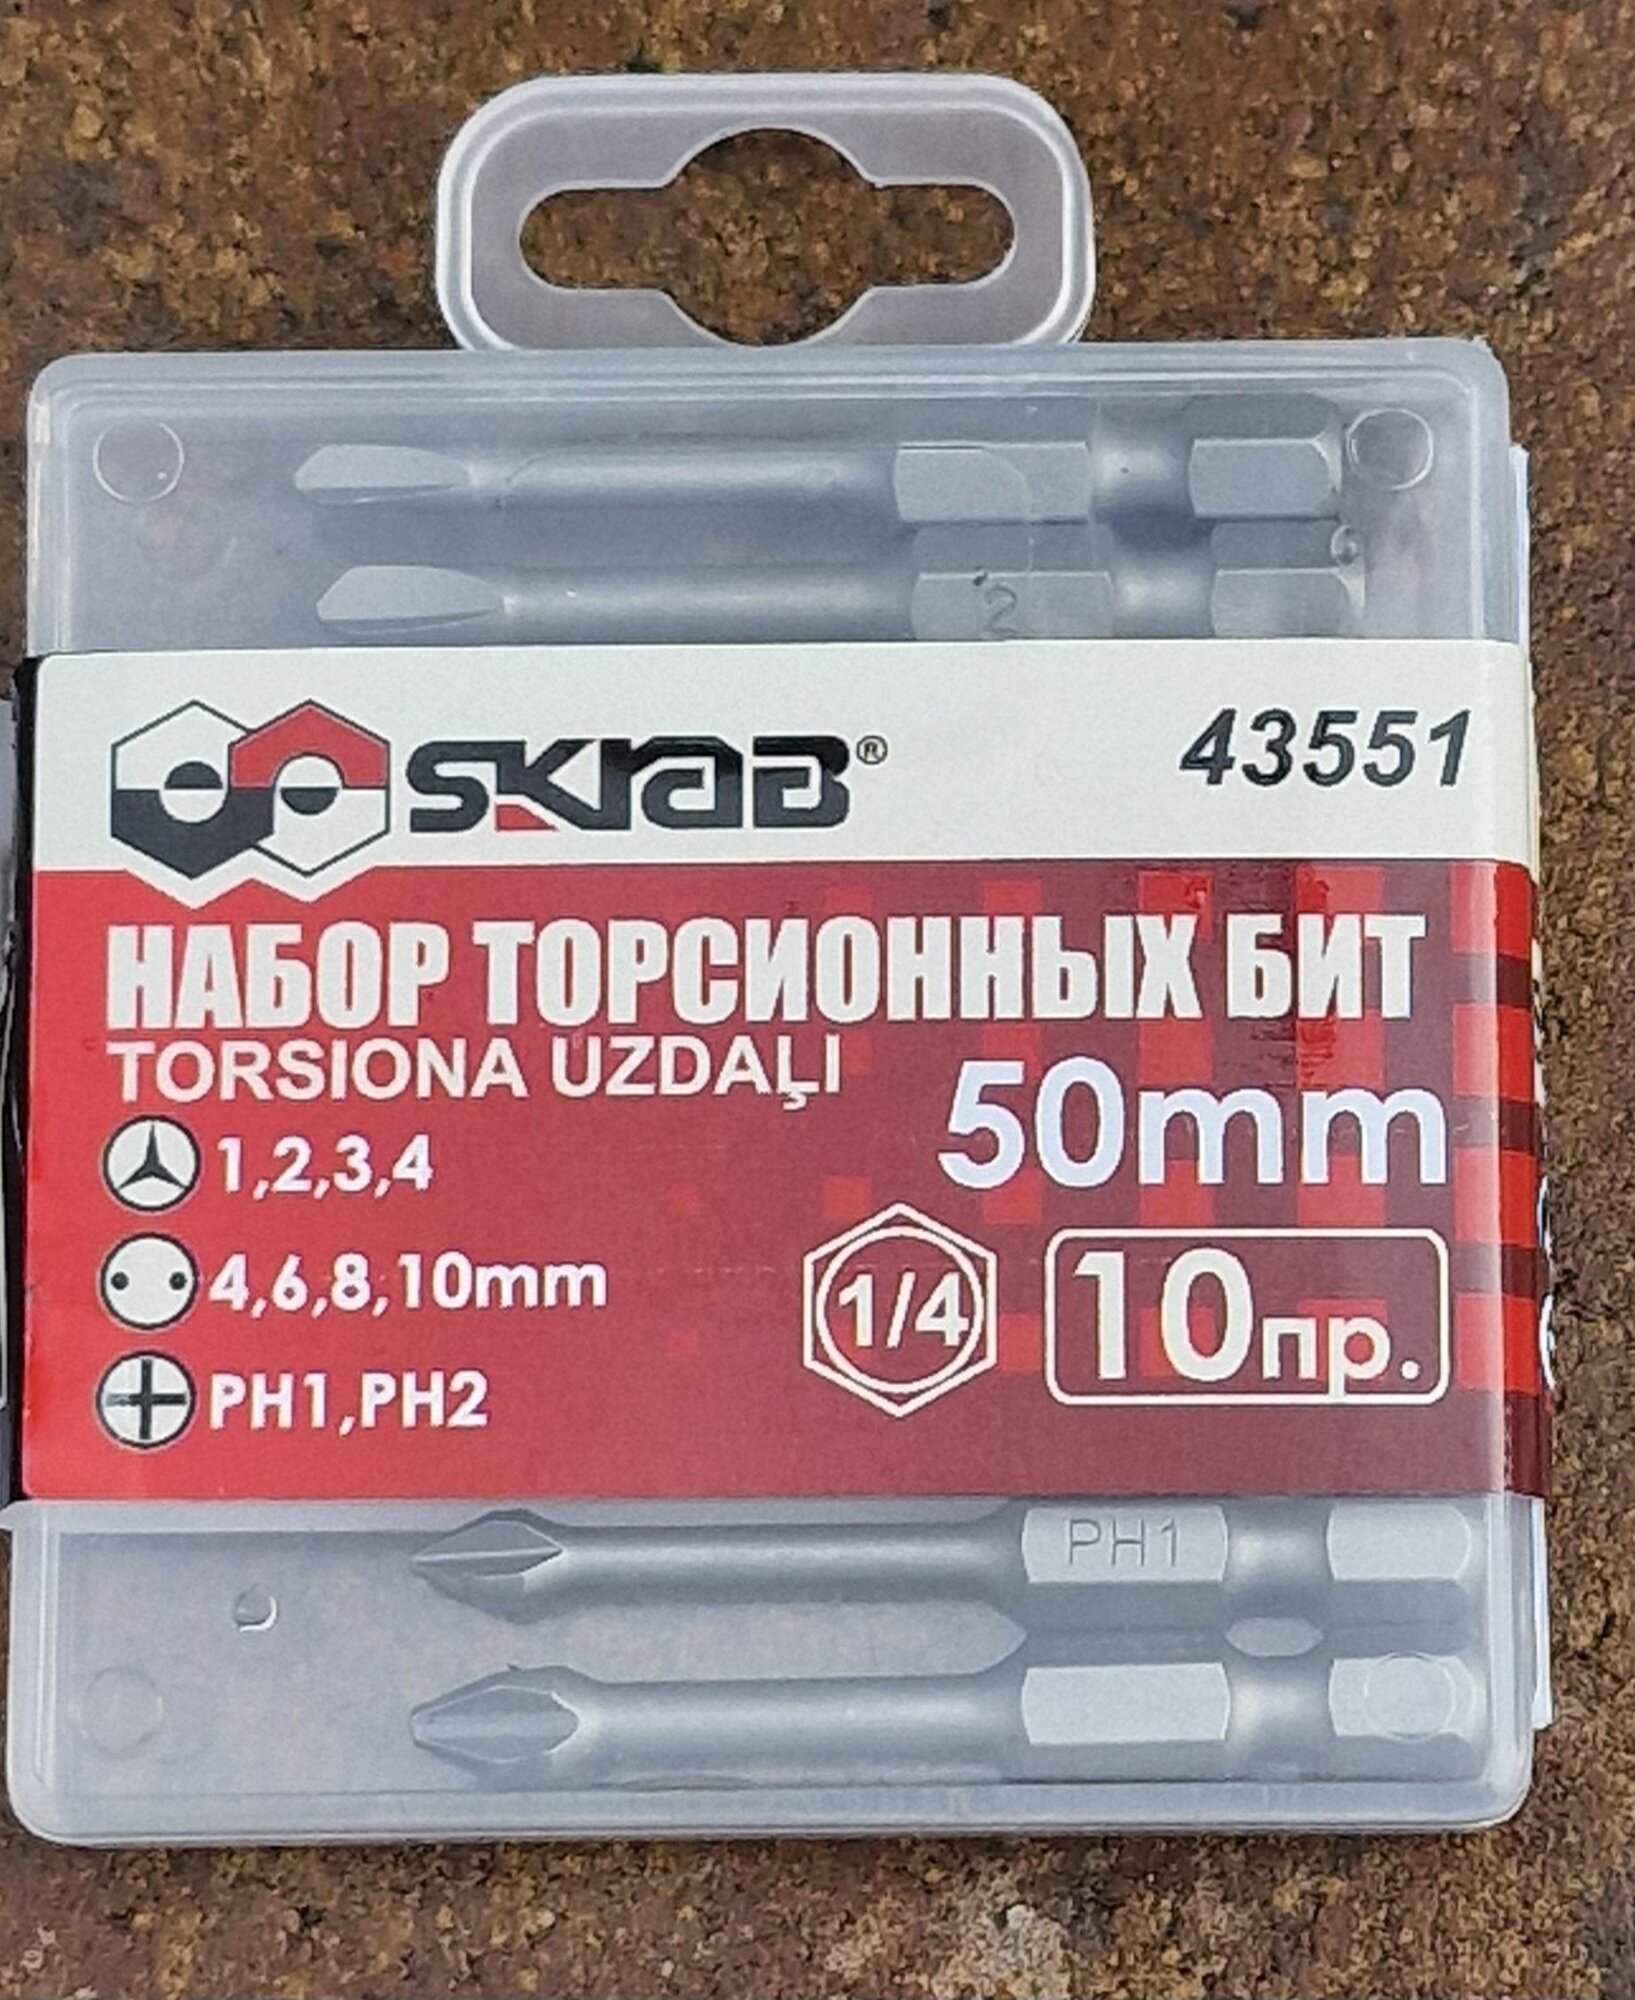 2
SKRAB®
43551
НАБОР ТОРСИОННЫХ БИТ
TORSIONA UZDAĻI
50mm
1,2,3,4
4,6,8,10mm
PH1,PH2
1/4
10пр.
PH1